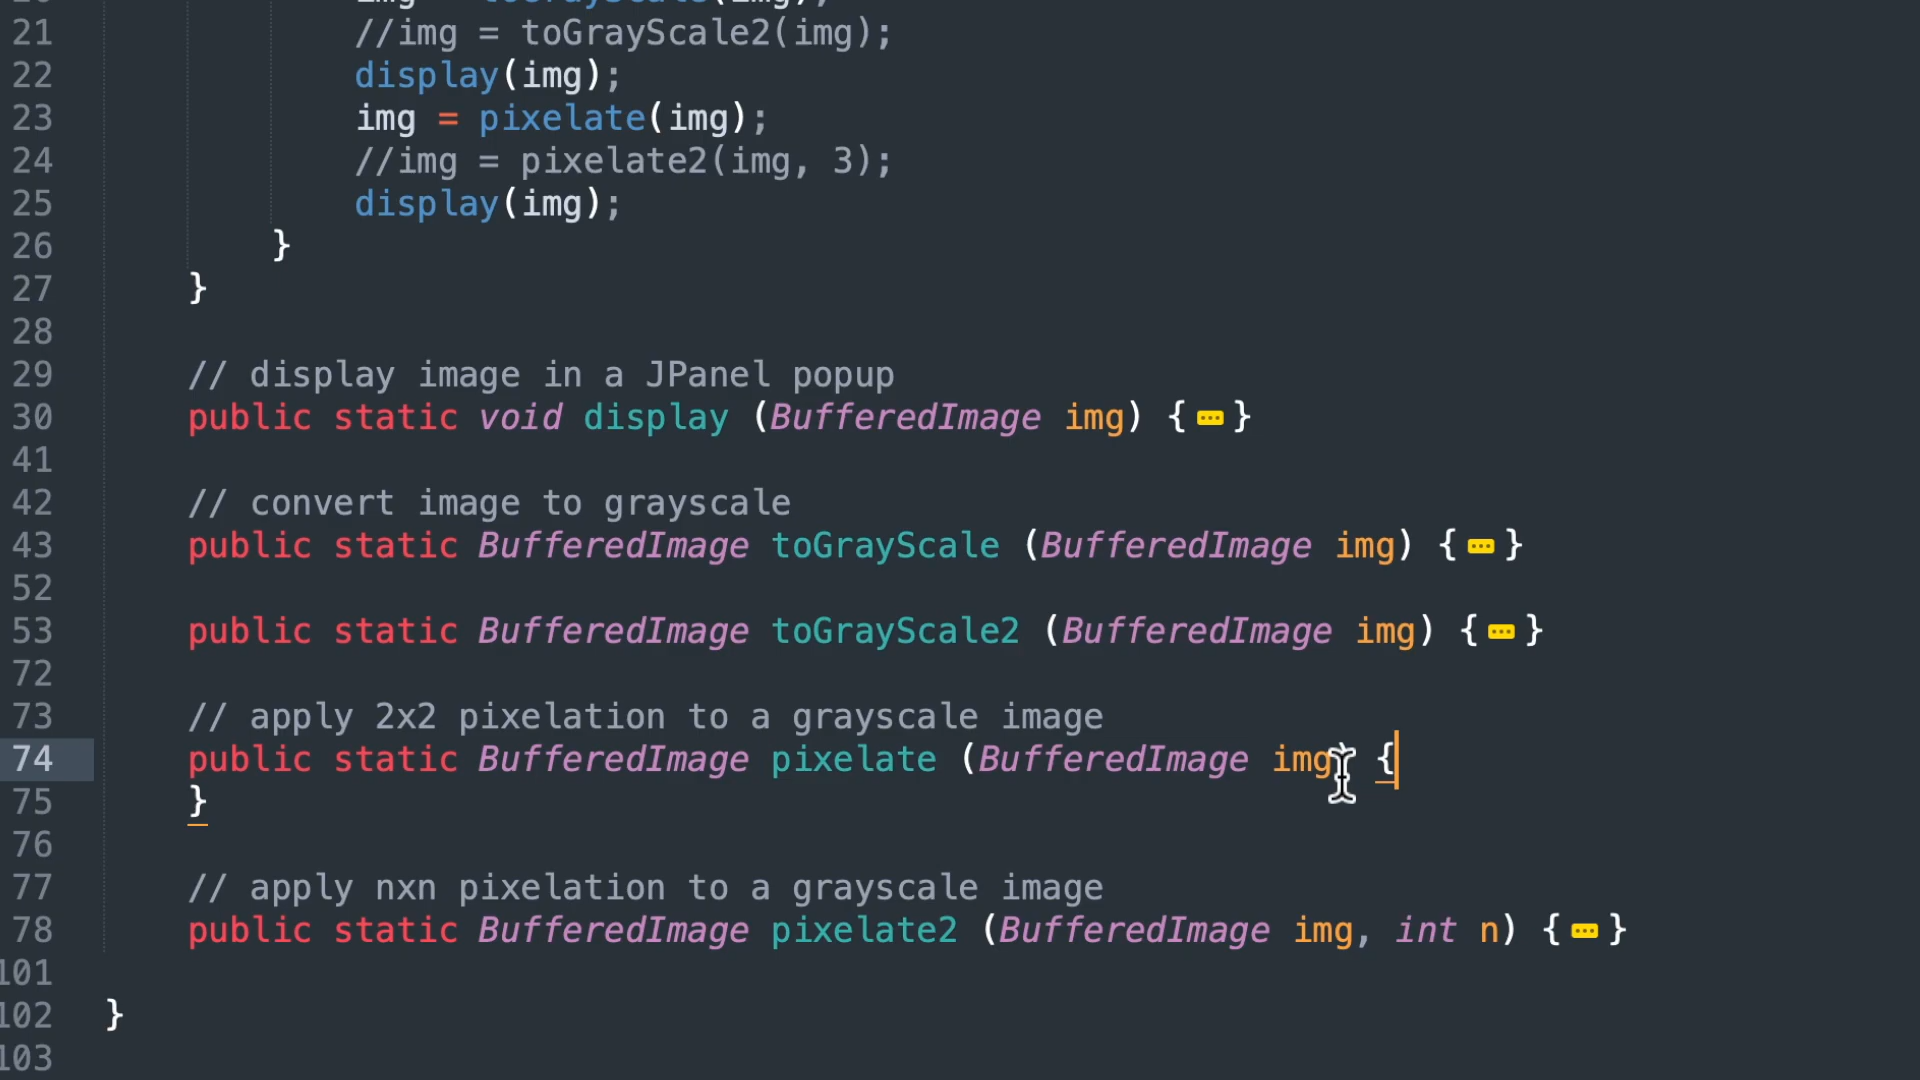 21 //img = toGrayScale2(img);
22 display(img);
23 img = pixelate(img);
24 //img = pixelate2(img, 3);
25 display(img);
26 }
27 }
28
29 // display image in a JPanel popup
30 public static void display (BufferedImage img) {...}
41
42 // convert image to grayscale
43 public static BufferedImage toGrayScale (BufferedImage img) {...}
52
53 public static BufferedImage toGrayScale2 (BufferedImage img) {...}
72
73 // apply 2x2 pixelation to a grayscale image
74 public static BufferedImage pixelate (BufferedImage img) {
75 }
76
77 // apply nxn pixelation to a grayscale image
78 public static BufferedImage pixelate2 (BufferedImage img, int n) {...}
101
102 }
103